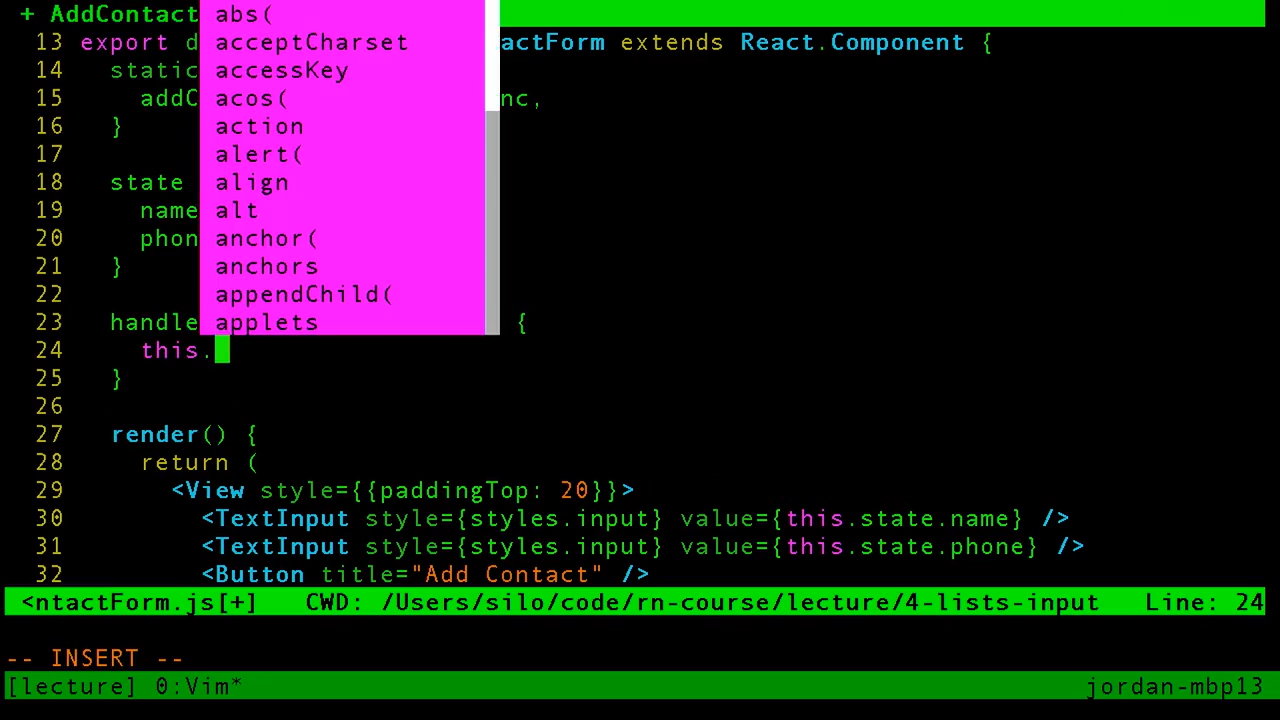 + AddContact abs(
13 export d acceptCharset actForm extends React.Component {
14 static accessKey
15 addC acos( nc,
16 } action
17 alert(
18 state align
19 name alt
20 phon anchor(
21 } anchors
22 appendChild(
23 handle applets {
24 this.
25 }
26
27 render() {
28 return (
29 <View style={{paddingTop: 20}}>
30 <TextInput style={styles.input} value={this.state.name} />
31 <TextInput style={styles.input} value={this.state.phone} />
32 <Button title="Add Contact" />
<ntactForm.js[+] CWD: /Users/silo/code/rn-course/lecture/4-lists-input Line: 24
-- INSERT --
[lecture] 0:Vim* jordan-mbp13